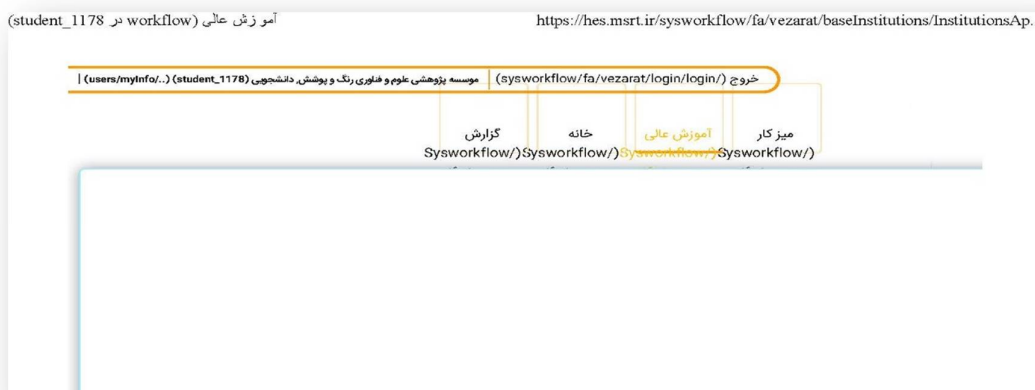 آموزش عالی (workflow در student_1178)
https://hes.msrt.ir/sysworkflow/fa/vezarat/baseInstitutions/InstitutionsAp.
خروج (/sysworkflow/fa/vezarat/login/login) | موسسه پژوهشی علوم و فناوری رنگ و پوشش, دانشجویی (student_1178) (../users/myInfo) |
میز کار
(/Sysworkflow
آموزش عالی
(/Sysworkflow
خانه
(/Sysworkflow
گزارش
(/Sysworkflow